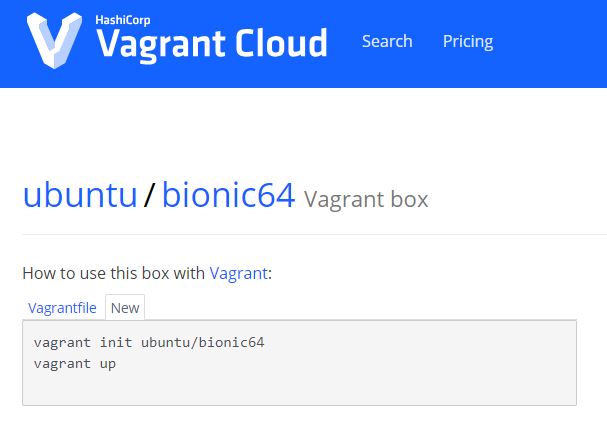 HashiCorp
Vagrant Cloud
Search
Pricing
ubuntu / bionic64 Vagrant box
How to use this box with Vagrant:
Vagrantfile
New
vagrant init ubuntu/bionic64
vagrant up